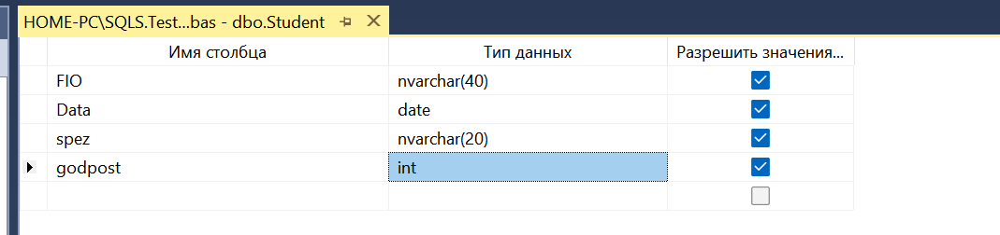 HOME-PC\SQLS.Test...bas - dbo.Student
Имя столбца Тип данных Разрешить значения...
FIO nvarchar(40)
Data date
spez nvarchar(20)
godpost int